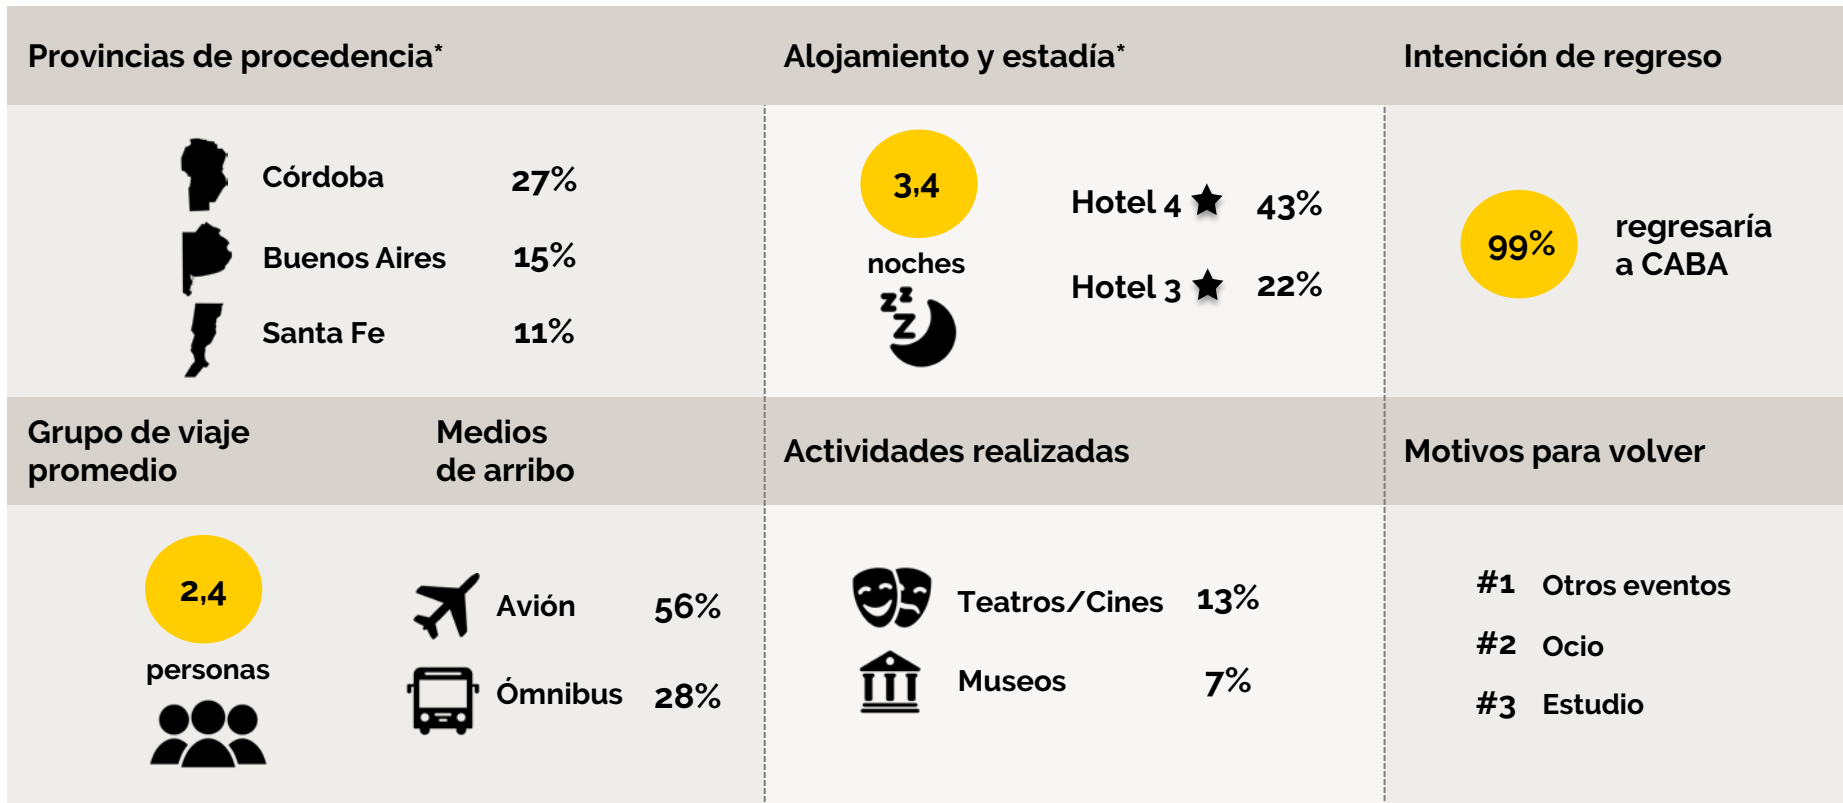 Provincias de procedencia*
Córdoba 27%
Buenos Aires 15%
Santa Fe 11%
Alojamiento y estadía*
3,4
noches
zzZ
Hotel 4 ★ 43%
Hotel 3 ★ 22%
Intención de regreso
99%
regresaría
a CABA
Grupo de viaje
promedio
2,4
personas
Medios
de arribo
Avión 56%
Ómnibus 28%
Actividades realizadas
Teatros/Cines 13%
Museos 7%
Motivos para volver
#1 Otros eventos
#2 Ocio
#3 Estudio